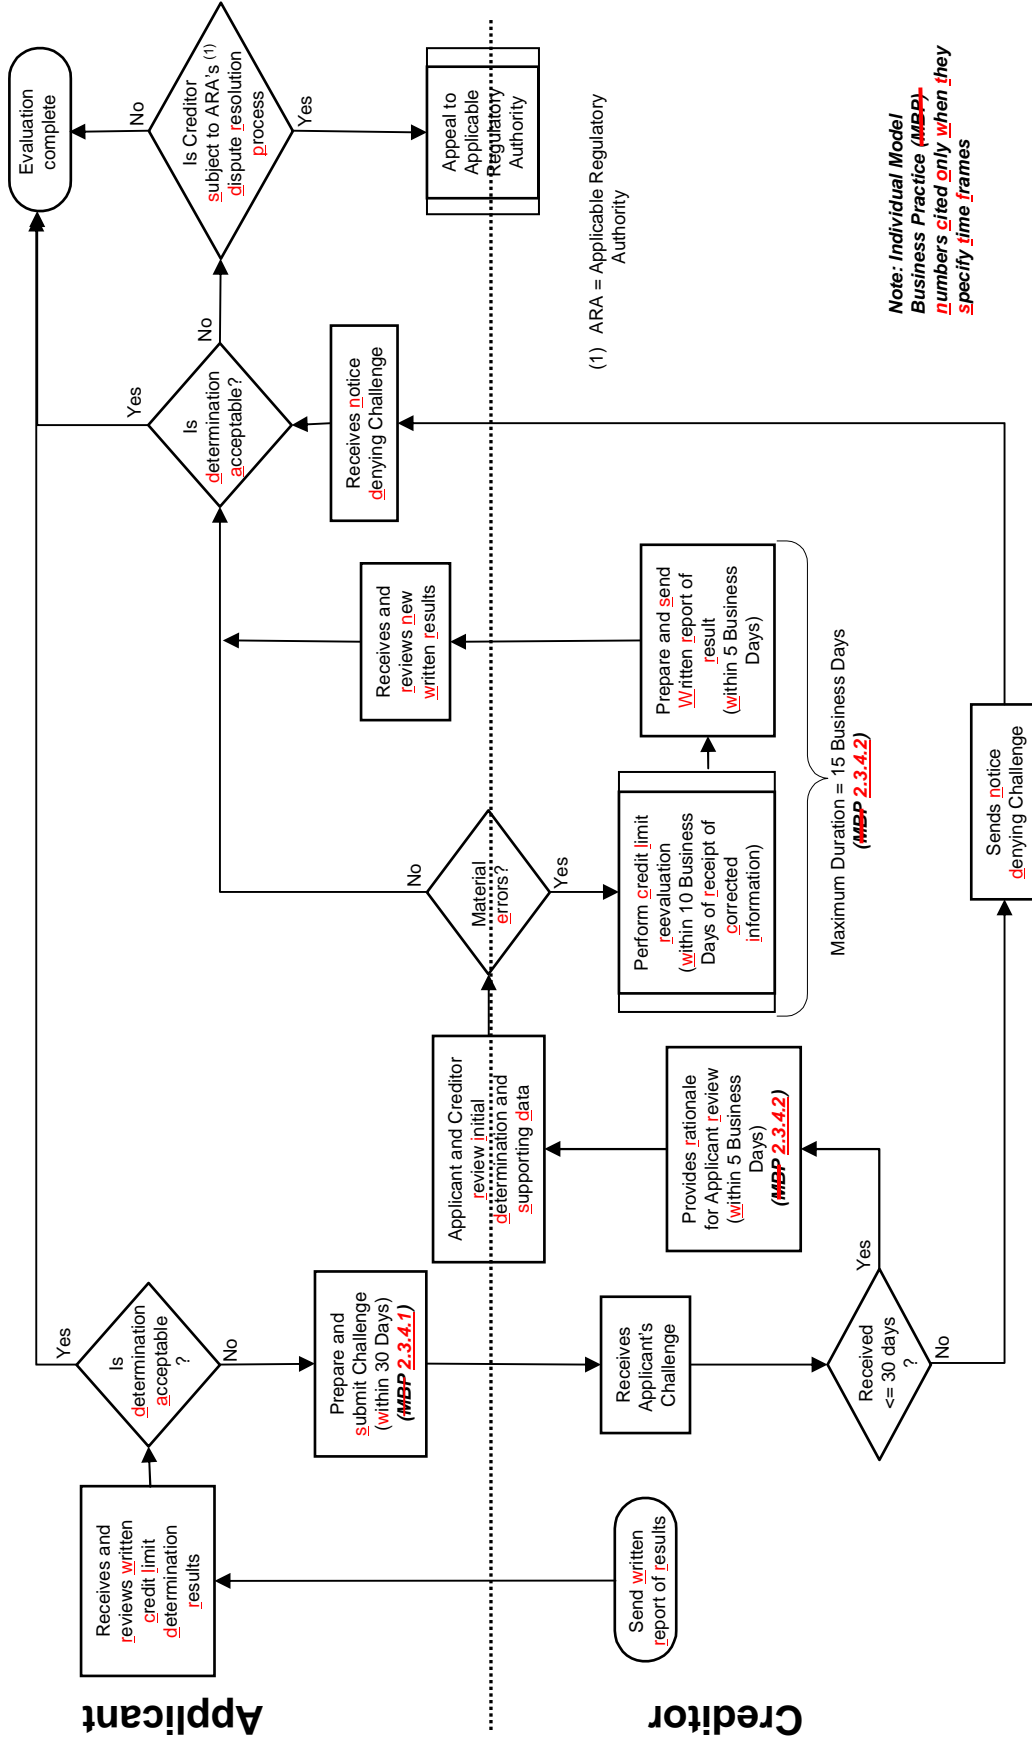 Applicant
Creditor
Send written
report of results
Receives and
reviews written
credit limit
determination
results
Is
determination
acceptable
?
Yes
No
Prepare and
submit Challenge
(within 30 Days)
(MBP 2.3.4.1)
Receives
Applicant's
Challenge
Received
<= 30 days
?
Yes
No
Provides rationale
for Applicant review
(within 5 Business
Days)
(MBP 2.3.4.2)
Applicant and Creditor
review initial
determination and
supporting data
Material
errors?
No
Yes
Perform credit limit
reevaluation
(within 10 Business
Days of receipt of
corrected
information)
Prepare and send
Written report of
result
(within 5 Business
Days)
Maximum Duration = 15 Business Days
(MBP 2.3.4.2)
Receives and
reviews new
written results
Sends notice
denying Challenge
Receives notice
denying Challenge
Is
determination
acceptable?
Yes
No
Is Creditor
subject to ARA's (1)
dispute resolution
process
No
Yes
Evaluation
complete
Appeal to
Applicable
Regulatory
Authority
(1) ARA = Applicable Regulatory
Authority
Note: Individual Model
Business Practice (MBP)
numbers cited only when they
specify time frames